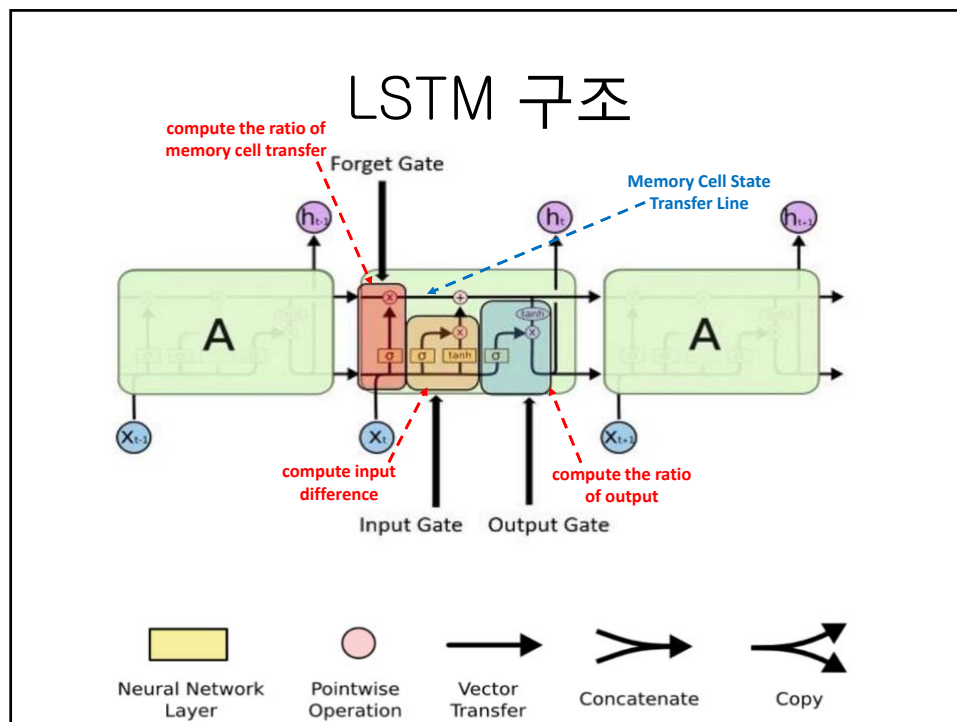 LSTM 구조
compute the ratio of
memory cell transfer
Forget Gate
Memory Cell State
Transfer Line
ht-1
ht
ht+1
A
x
+
tanh
x
x
σ
σ
tanh
σ
A
xt-1
xt
xt+1
compute input
difference
compute the ratio
of output
Input Gate
Output Gate
Neural Network
Layer
Pointwise
Operation
Vector
Transfer
Concatenate
Copy